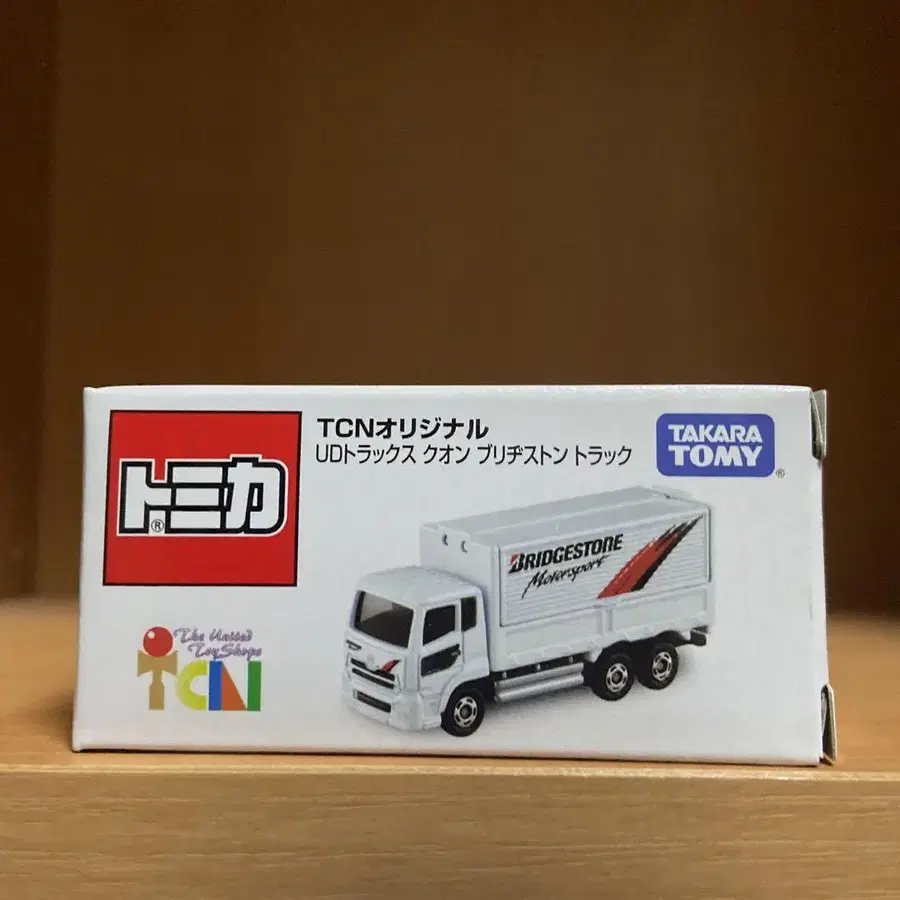 トミカ®
TCNオリジナル
UDトラックス クオン ブリヂストン トラック
TAKARA
TOMY®
BRIDGESTONE
Motorsport
The United
Toy Shops
TCN